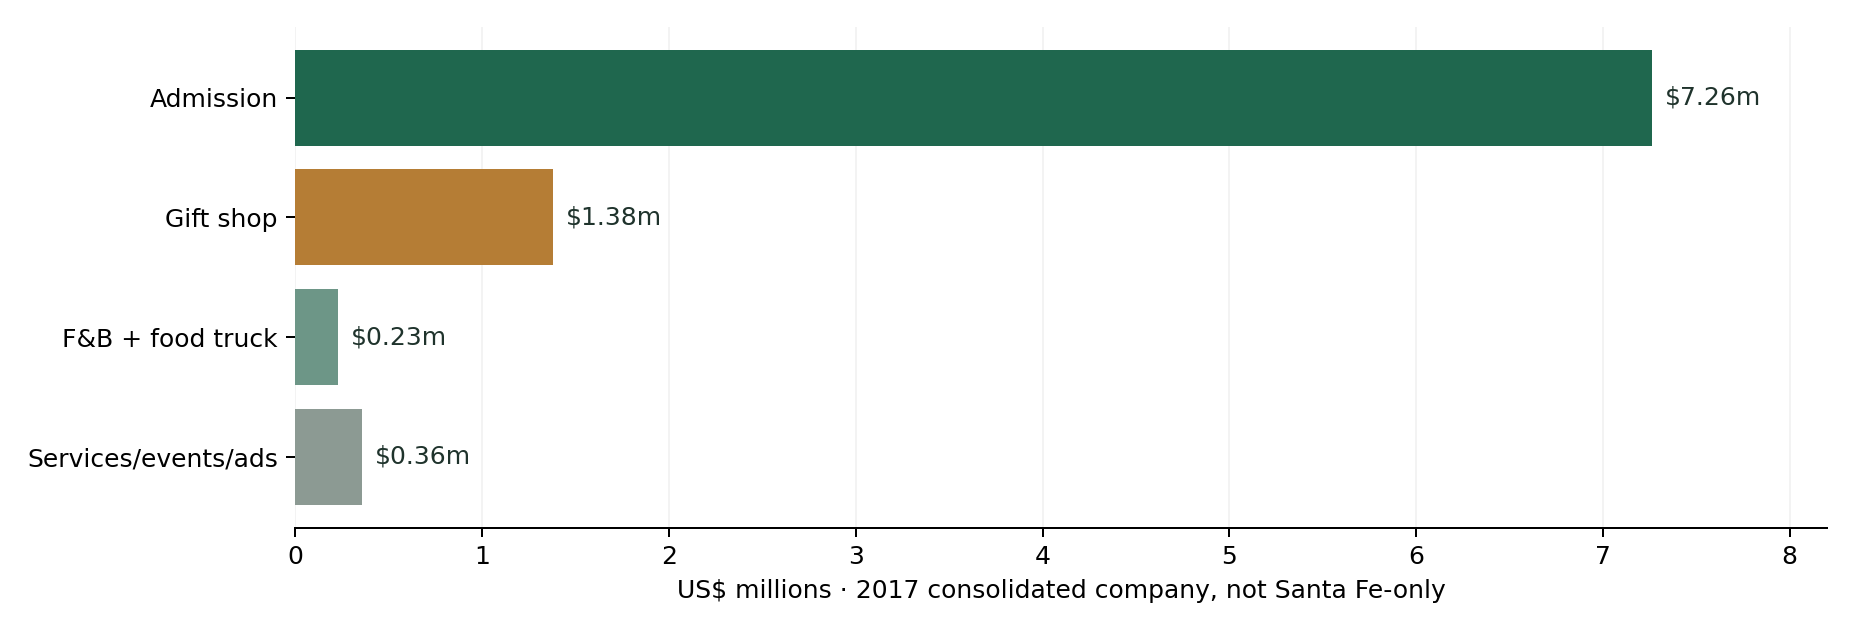 Admission
$7.26m
Gift shop
$1.38m
F&B + food truck
$0.23m
Services/events/ads
$0.36m
0 1 2 3 4 5 6 7 8
US$ millions · 2017 consolidated company, not Santa Fe-only